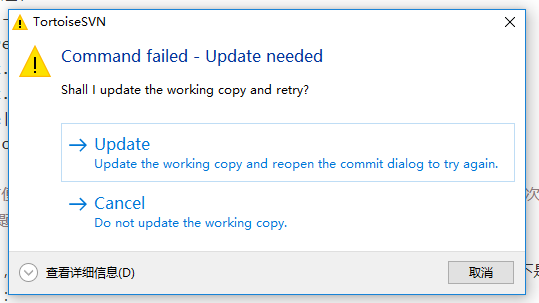 TortoiseSVN
Command failed - Update needed
Shall I update the working copy and retry?
Update
Update the working copy and reopen the commit dialog to try again.
Cancel
Do not update the working copy.
查看详细信息(D)
取消